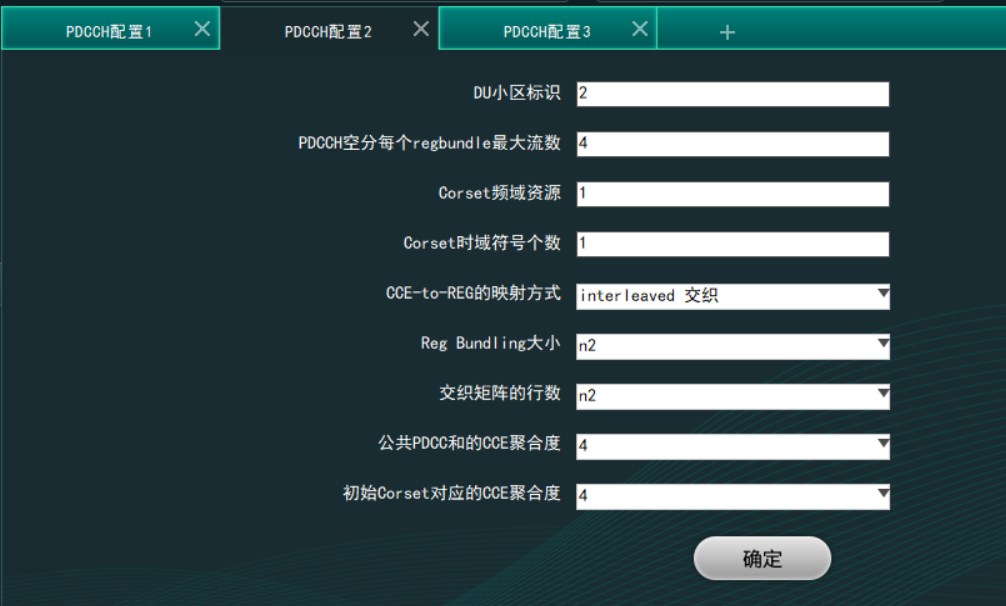 PDCCH配置1 PDCCH配置2 PDCCH配置3
DU小区标识 2
PDCCH空分每个regbundle最大流数 4
Corset频域资源 1
Corset时域符号个数 1
CCE-to-REG的映射方式 interleaved 交织
Reg Bundling大小 n2
交织矩阵的行数 n2
公共PDCC和的CCE聚合度 4
初始Corset对应的CCE聚合度 4
确定